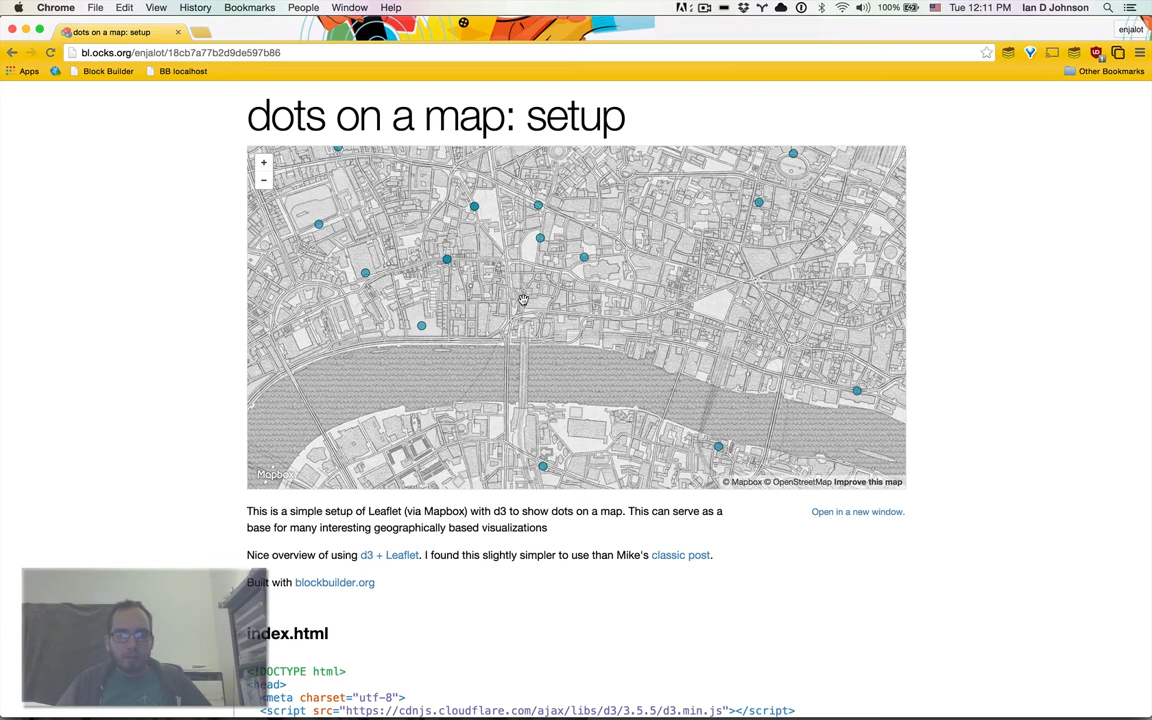 Chrome File Edit View History Bookmarks People Window Help 100% Tue 12:11 PM Ian D Johnson
dots on a map: setup
enjalot
bl.ocks.org/enjalot/18cb7a77b2d9de597b86
Apps Block Builder BB localhost Other Bookmarks
dots on a map: setup
+
−
Mapbox
© Mapbox © OpenStreetMap Improve this map
This is a simple setup of Leaflet (via Mapbox) with d3 to show dots on a map. This can serve as a
base for many interesting geographically based visualizations
Open in a new window.
Nice overview of using d3 + Leaflet. I found this slightly simpler to use than Mike's classic post.
Built with blockbuilder.org
index.html
<!DOCTYPE html>
<head>
<meta charset="utf-8">
<script src="https://cdnjs.cloudflare.com/ajax/libs/d3/3.5.5/d3.min.js"></script>